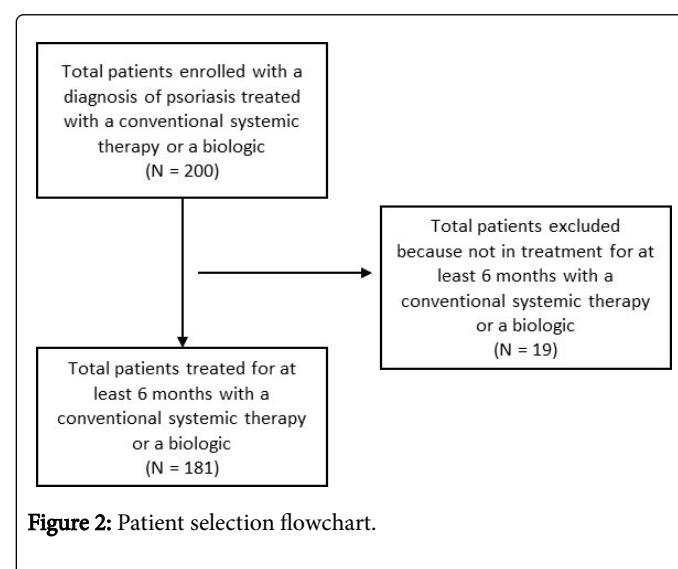 Total patients enrolled with a
diagnosis of psoriasis treated
with a conventional systemic
therapy or a biologic
(N = 200)
Total patients excluded
because not in treatment for at
least 6 months with a
conventional systemic therapy
or a biologic
(N = 19)
Total patients treated for at
least 6 months with a
conventional systemic therapy
or a biologic
(N = 181)
Figure 2: Patient selection flowchart.